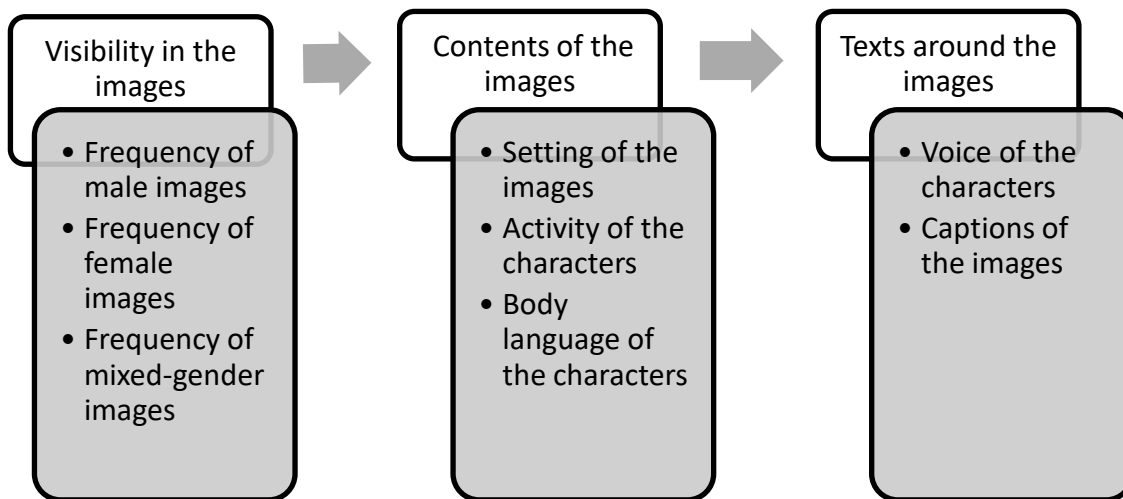 Visibility in the
images
• Frequency of
male images
• Frequency of
female
images
• Frequency of
mixed-gender
images
Contents of the
images
• Setting of the
images
• Activity of the
characters
• Body
language of
the characters
Texts around the
images
• Voice of the
characters
• Captions of
the images